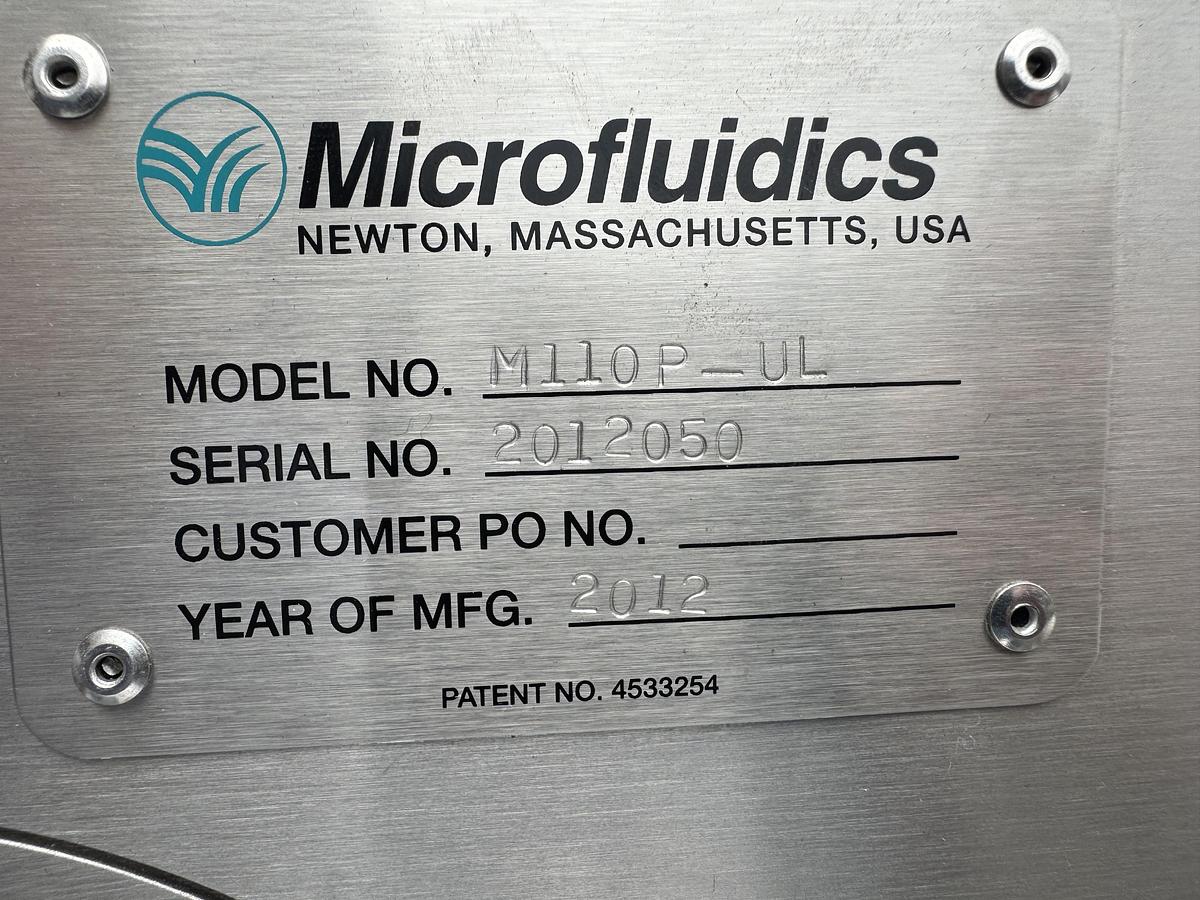 Microfluidics
NEWTON, MASSACHUSETTS, USA
MODEL NO. M110P-UL
SERIAL NO. 2012050
CUSTOMER PO NO.
YEAR OF MFG. 2012
PATENT NO. 4533254